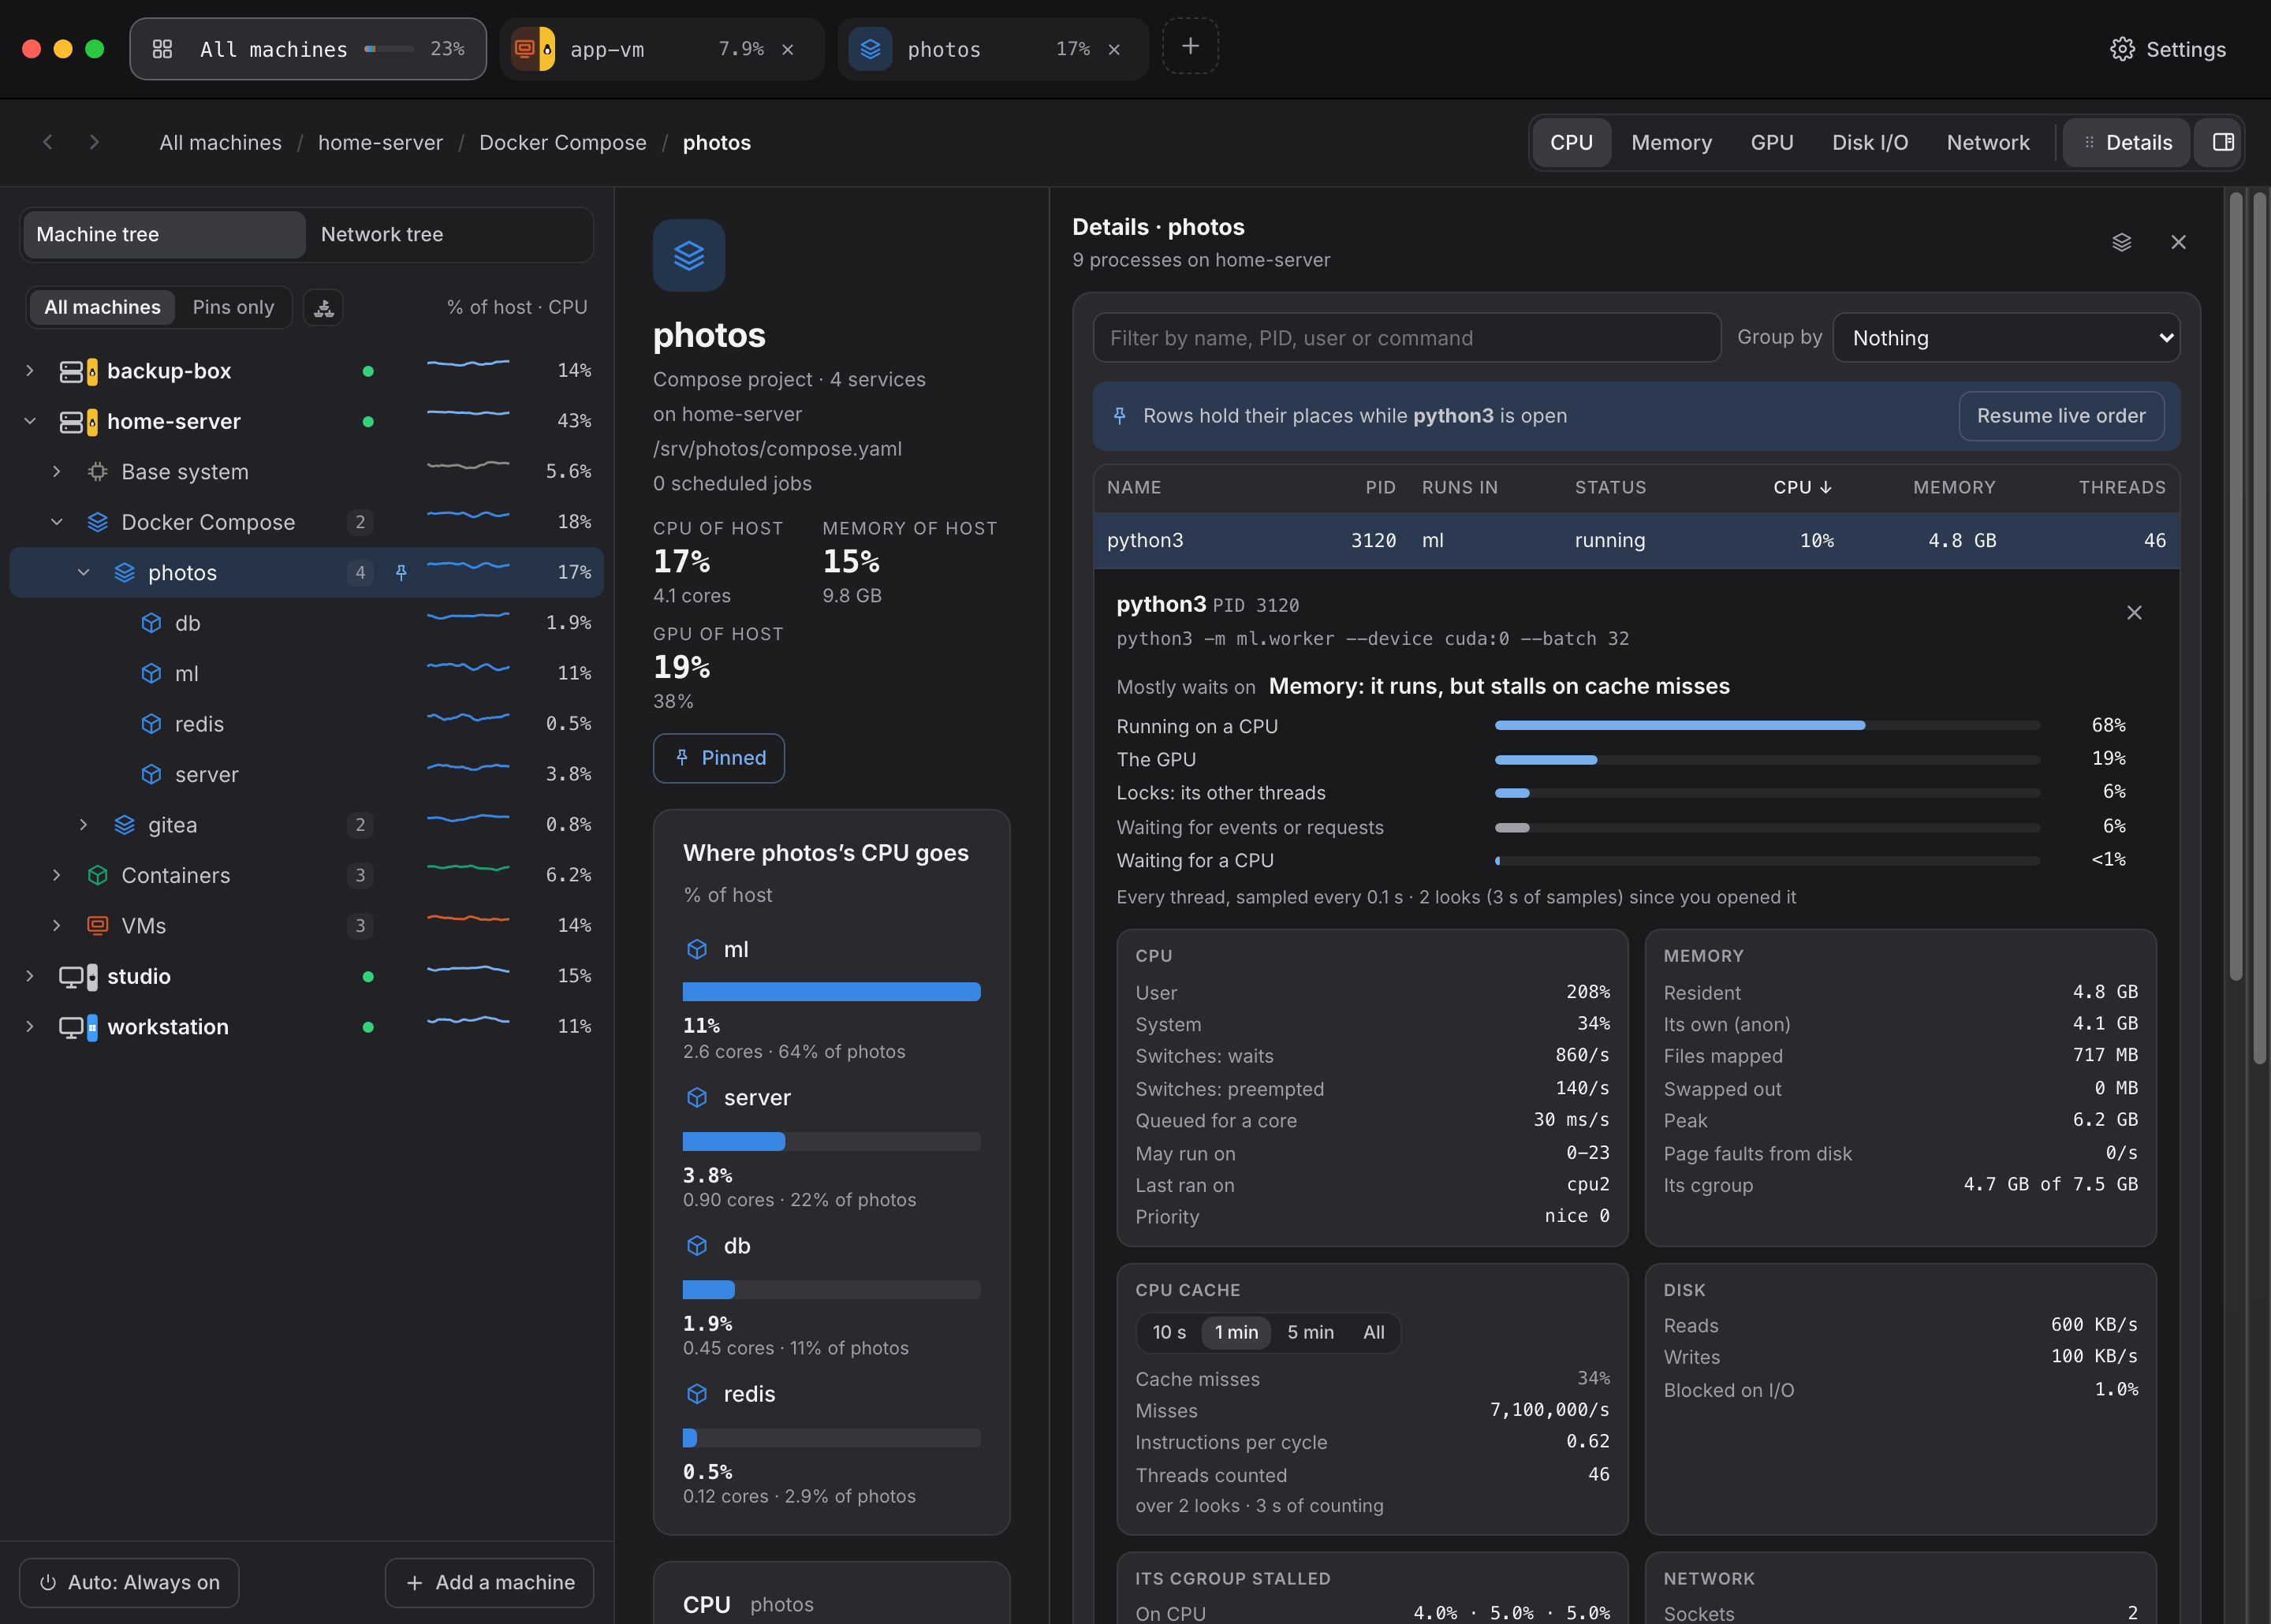 All machines 23%
app-vm 7.9%
photos 17%
Settings
All machines / home-server / Docker Compose / photos
CPU Memory GPU Disk I/O Network Details
Machine tree Network tree
All machines Pins only % of host · CPU
backup-box 14%
home-server 43%
Base system 5.6%
Docker Compose 2 18%
photos 4 17%
db 1.9%
ml 11%
redis 0.5%
server 3.8%
gitea 2 0.8%
Containers 3 6.2%
VMs 3 14%
studio 15%
workstation 11%
Auto: Always on
Add a machine
photos
Compose project · 4 services
on home-server
/srv/photos/compose.yaml
0 scheduled jobs
CPU OF HOST MEMORY OF HOST
17% 15%
4.1 cores 9.8 GB
GPU OF HOST
19%
38%
Pinned
Where photos’s CPU goes
% of host
ml
11%
2.6 cores · 64% of photos
server
3.8%
0.90 cores · 22% of photos
db
1.9%
0.45 cores · 11% of photos
redis
0.5%
0.12 cores · 2.9% of photos
CPU photos
Details · photos
9 processes on home-server
Filter by name, PID, user or command Group by Nothing
Rows hold their places while python3 is open Resume live order
NAME PID RUNS IN STATUS CPU ↓ MEMORY THREADS
python3 3120 ml running 10% 4.8 GB 46
python3 PID 3120
python3 -m ml.worker --device cuda:0 --batch 32
Mostly waits on Memory: it runs, but stalls on cache misses
Running on a CPU 68%
The GPU 19%
Locks: its other threads 6%
Waiting for events or requests 6%
Waiting for a CPU <1%
Every thread, sampled every 0.1 s · 2 looks (3 s of samples) since you opened it
CPU
User 208%
System 34%
Switches: waits 860/s
Switches: preempted 140/s
Queued for a core 30 ms/s
May run on 0–23
Last ran on cpu2
Priority nice 0
MEMORY
Resident 4.8 GB
Its own (anon) 4.1 GB
Files mapped 717 MB
Swapped out 0 MB
Peak 6.2 GB
Page faults from disk 0/s
Its cgroup 4.7 GB of 7.5 GB
CPU CACHE
10 s 1 min 5 min All
Cache misses 34%
Misses 7,100,000/s
Instructions per cycle 0.62
Threads counted 46
over 2 looks · 3 s of counting
DISK
Reads 600 KB/s
Writes 100 KB/s
Blocked on I/O 1.0%
ITS CGROUP STALLED
On CPU 4.0% · 5.0% · 5.0%
NETWORK
Sockets 2